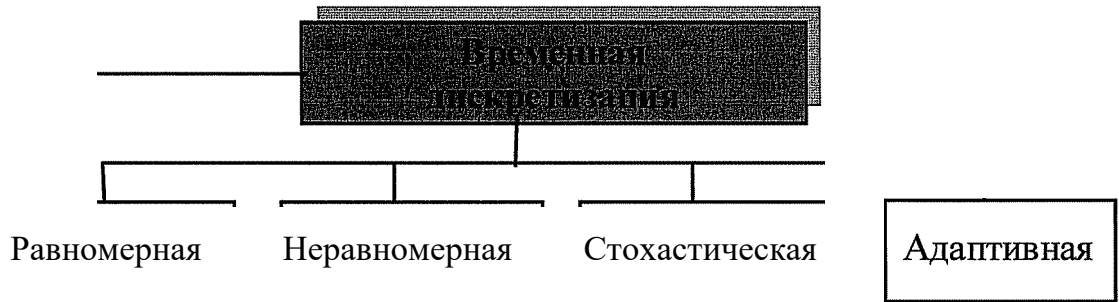 Временная
дискретизация
Равномерная Неравномерная Стохастическая Адаптивная